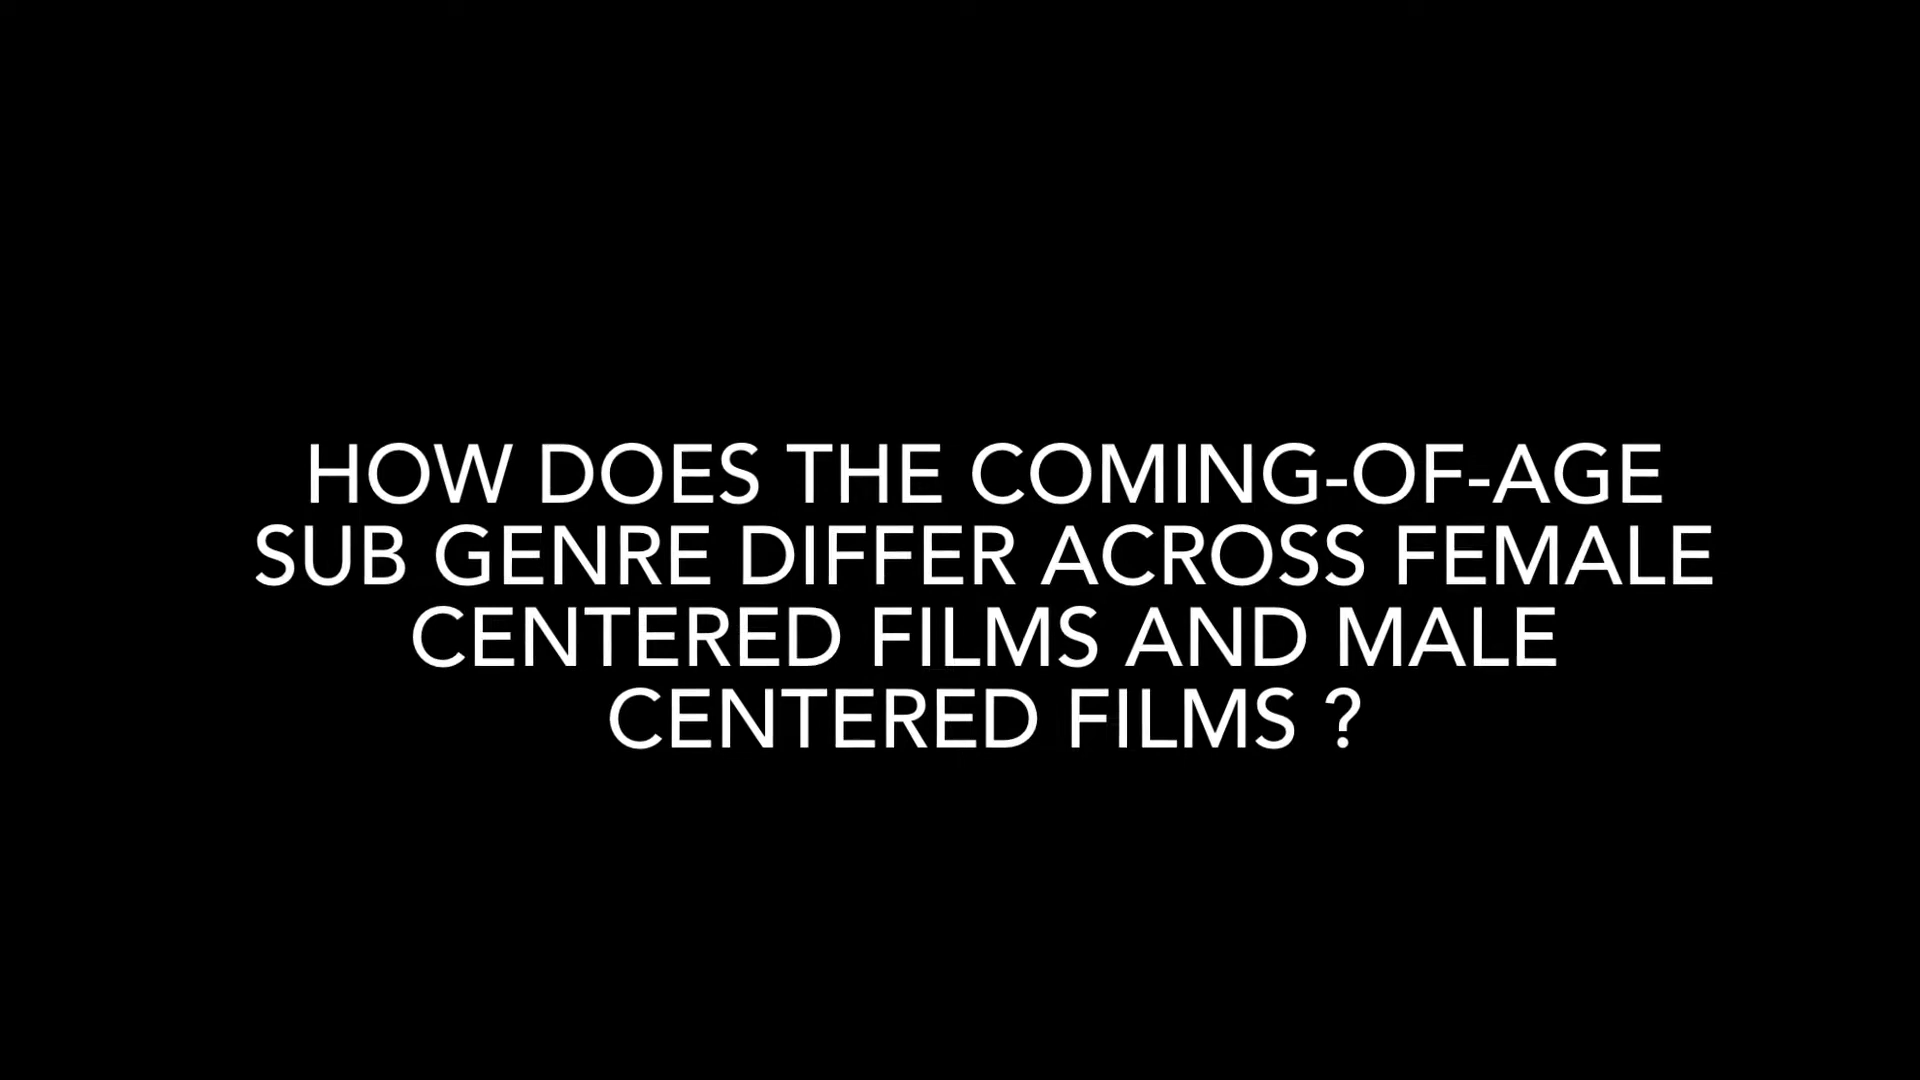 HOW DOES THE COMING-OF-AGE
SUB GENRE DIFFER ACROSS FEMALE
CENTERED FILMS AND MALE
CENTERED FILMS ?